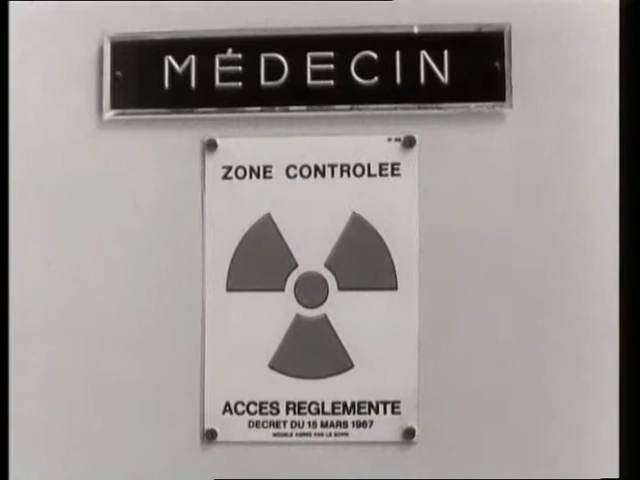 MÉDECIN
ZONE CONTROLEE
ACCES REGLEMENTE
DECRET DU 15 MARS 1967